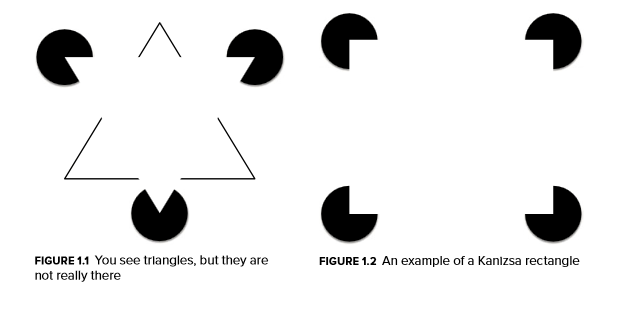 FIGURE 1.1 You see triangles, but they are
not really there
FIGURE 1.2 An example of a Kanizsa rectangle